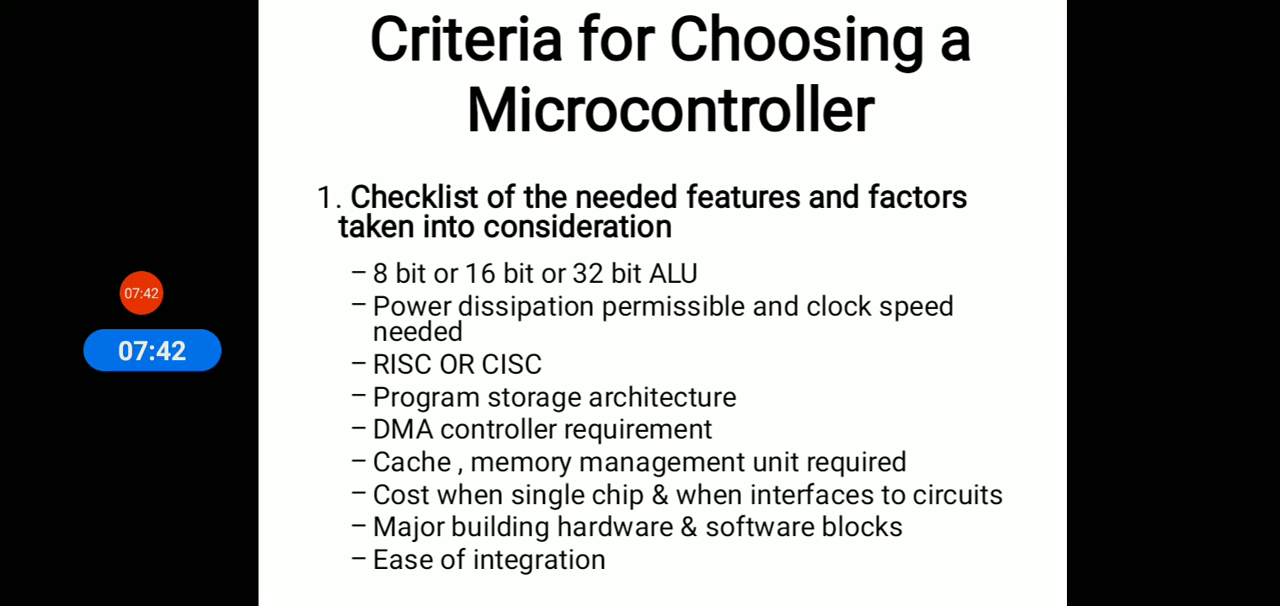 Criteria for Choosing a
Microcontroller
1. Checklist of the needed features and factors
taken into consideration
07:42
07:42
– 8 bit or 16 bit or 32 bit ALU
– Power dissipation permissible and clock speed
needed
– RISC OR CISC
– Program storage architecture
– DMA controller requirement
– Cache , memory management unit required
– Cost when single chip & when interfaces to circuits
– Major building hardware & software blocks
– Ease of integration